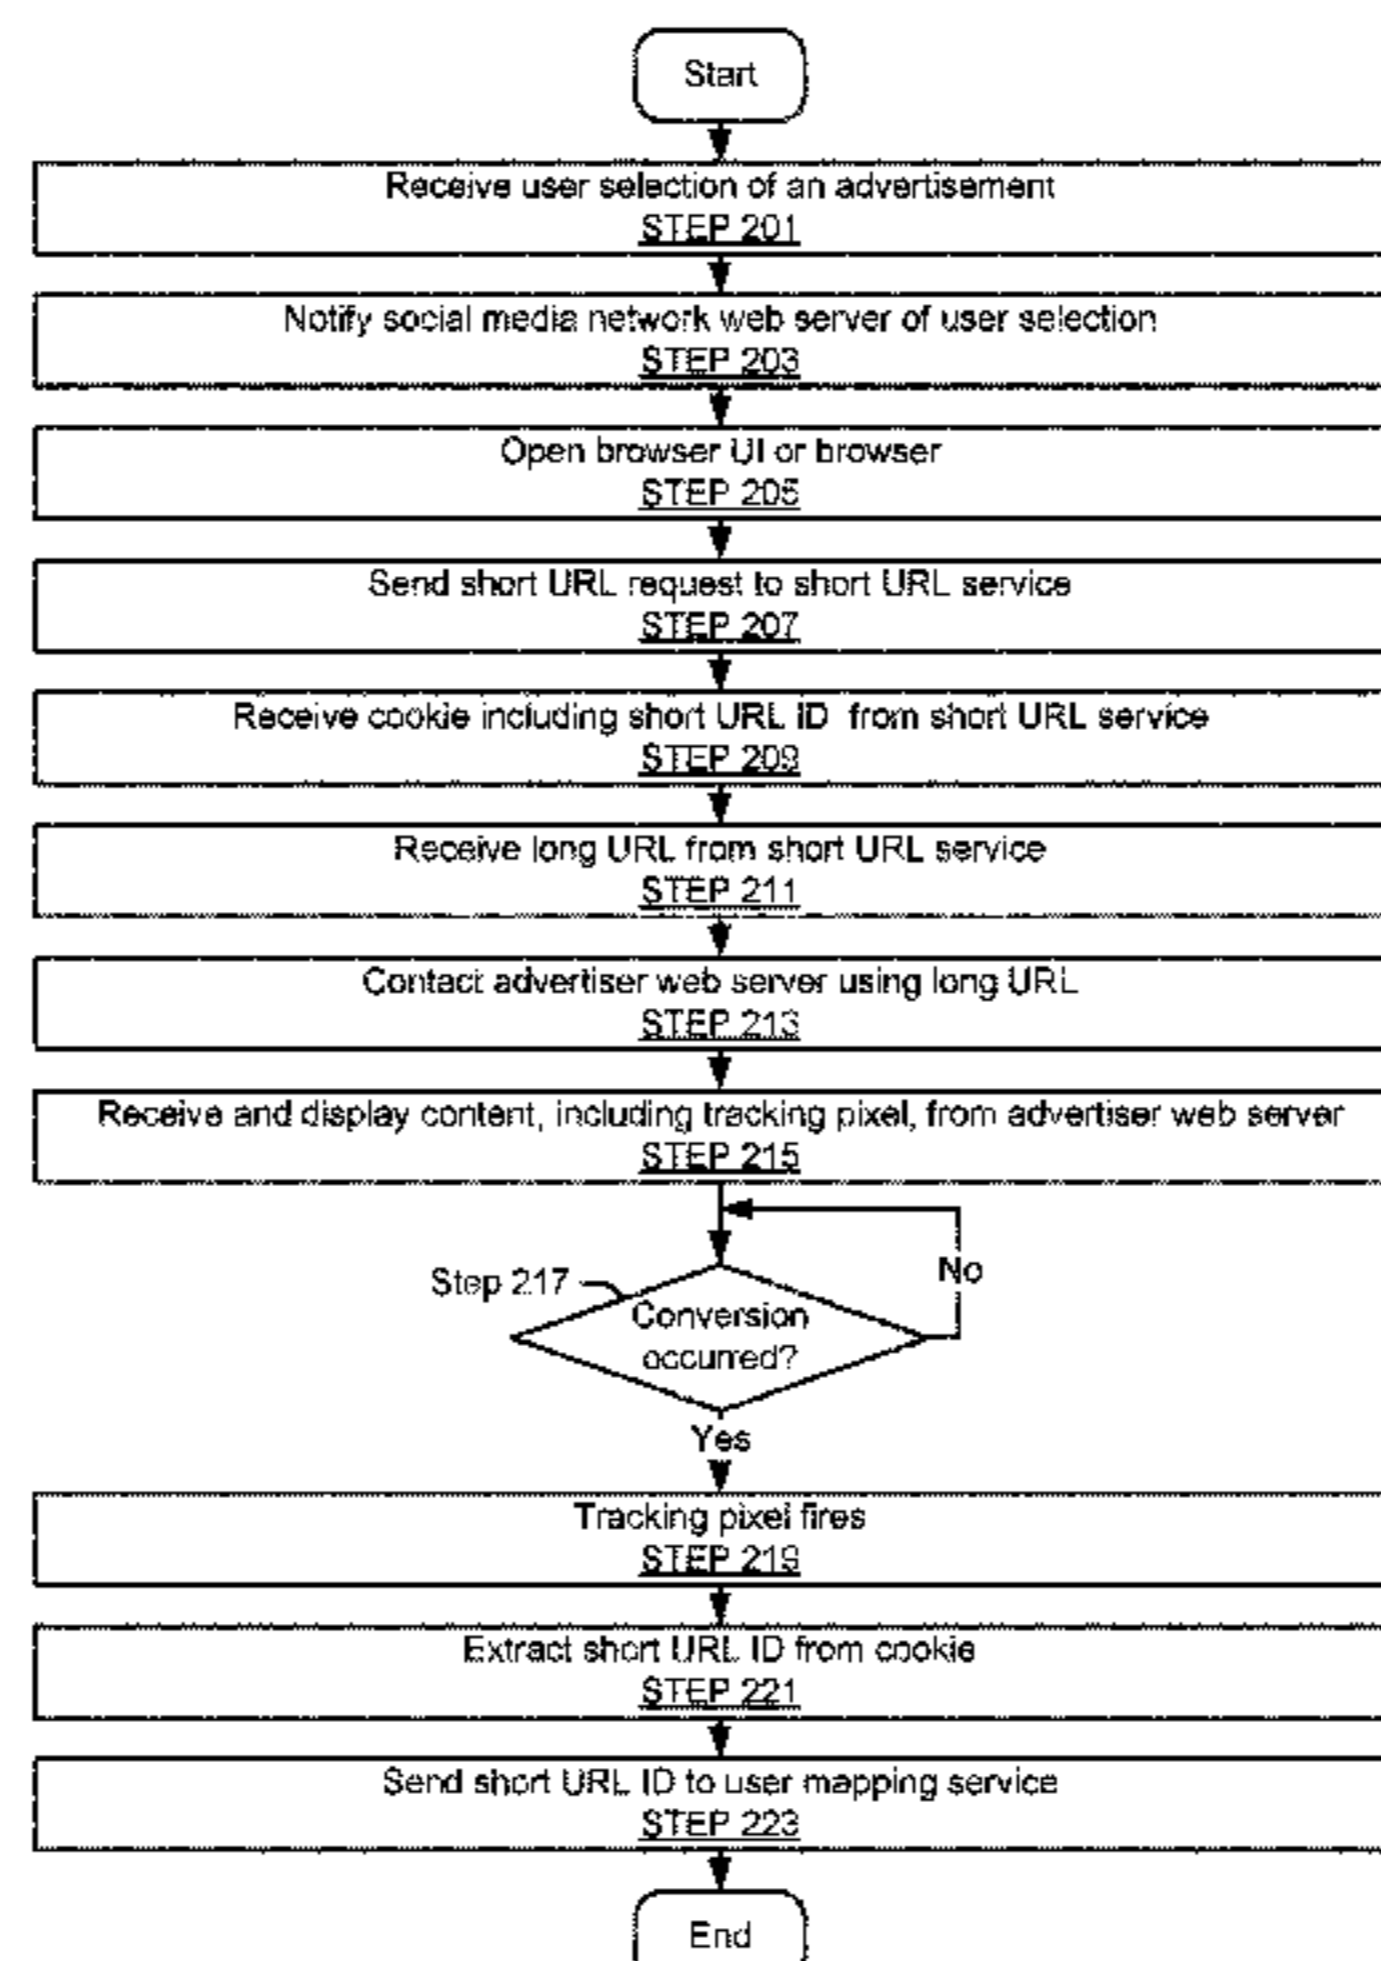 Start
Receive user selection of an advertisement
STEP 201
Notify social media network web server of user selection
STEP 203
Open browser UI or browser
STEP 205
Send short URL request to short URL service
STEP 207
Receive cookie including short URL ID from short URL service
STEP 209
Receive long URL from short URL service
STEP 211
Contact advertiser web server using long URL
STEP 213
Receive and display content, including tracking pixel, from advertiser web server
STEP 215
No
Step 217
Conversion
occurred?
Yes
Tracking pixel fires
STEP 219
Extract short URL ID from cookie
STEP 221
Send short URL ID to user mapping service
STEP 223
End